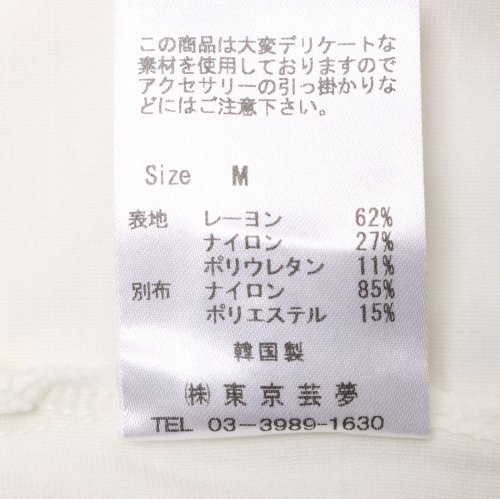 この商品は大変デリケートな
素材を使用しておりますので
アクセサリーの引っ掛かりな
どにはご注意下さい。
Size M
表地 レーヨン 62%
ナイロン 27%
ポリウレタン 11%
別布 ナイロン 85%
ポリエステル 15%
韓国製
㈱ 東京芸夢
TEL 03-3989-1630